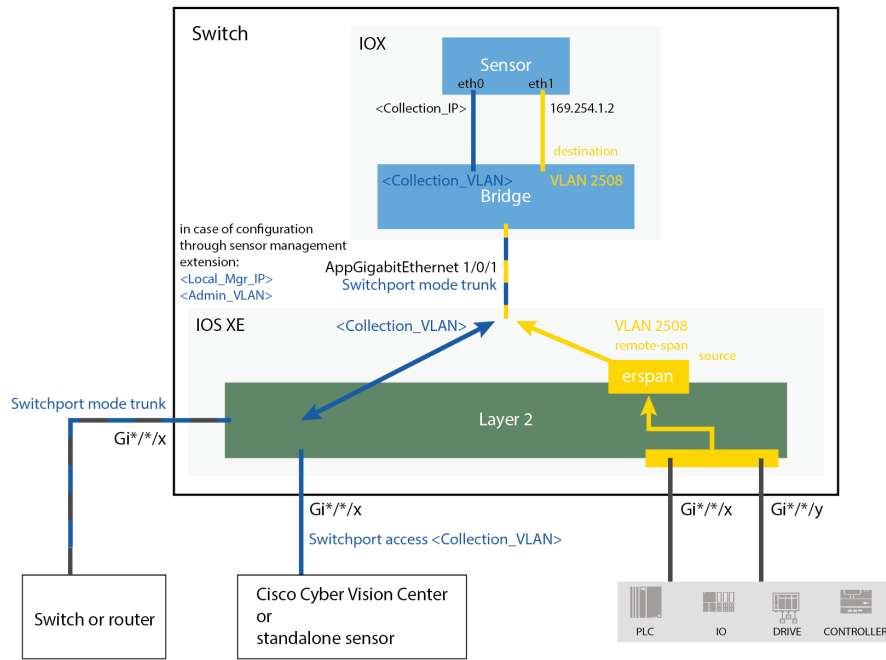 Switch
IOX
Sensor
eth0
eth1
<Collection_IP>
169.254.1.2
destination
<Collection_VLAN>
VLAN 2508
Bridge
in case of configuration
through sensor management
extension:
<Local_Mgr_IP>
<Admin_VLAN>
AppGigabitEthernet 1/0/1
Switchport mode trunk
IOS XE
<Collection_VLAN>
VLAN 2508
remote-span
source
erspan
Switchport mode trunk
Layer 2
Gi*/*/x
Gi*/*/x
Gi*/*/x
Gi*/*/y
Switchport access <Collection_VLAN>
Switch or router
Cisco Cyber Vision Center
or
standalone sensor
PLC
IO
DRIVE
CONTROLLER